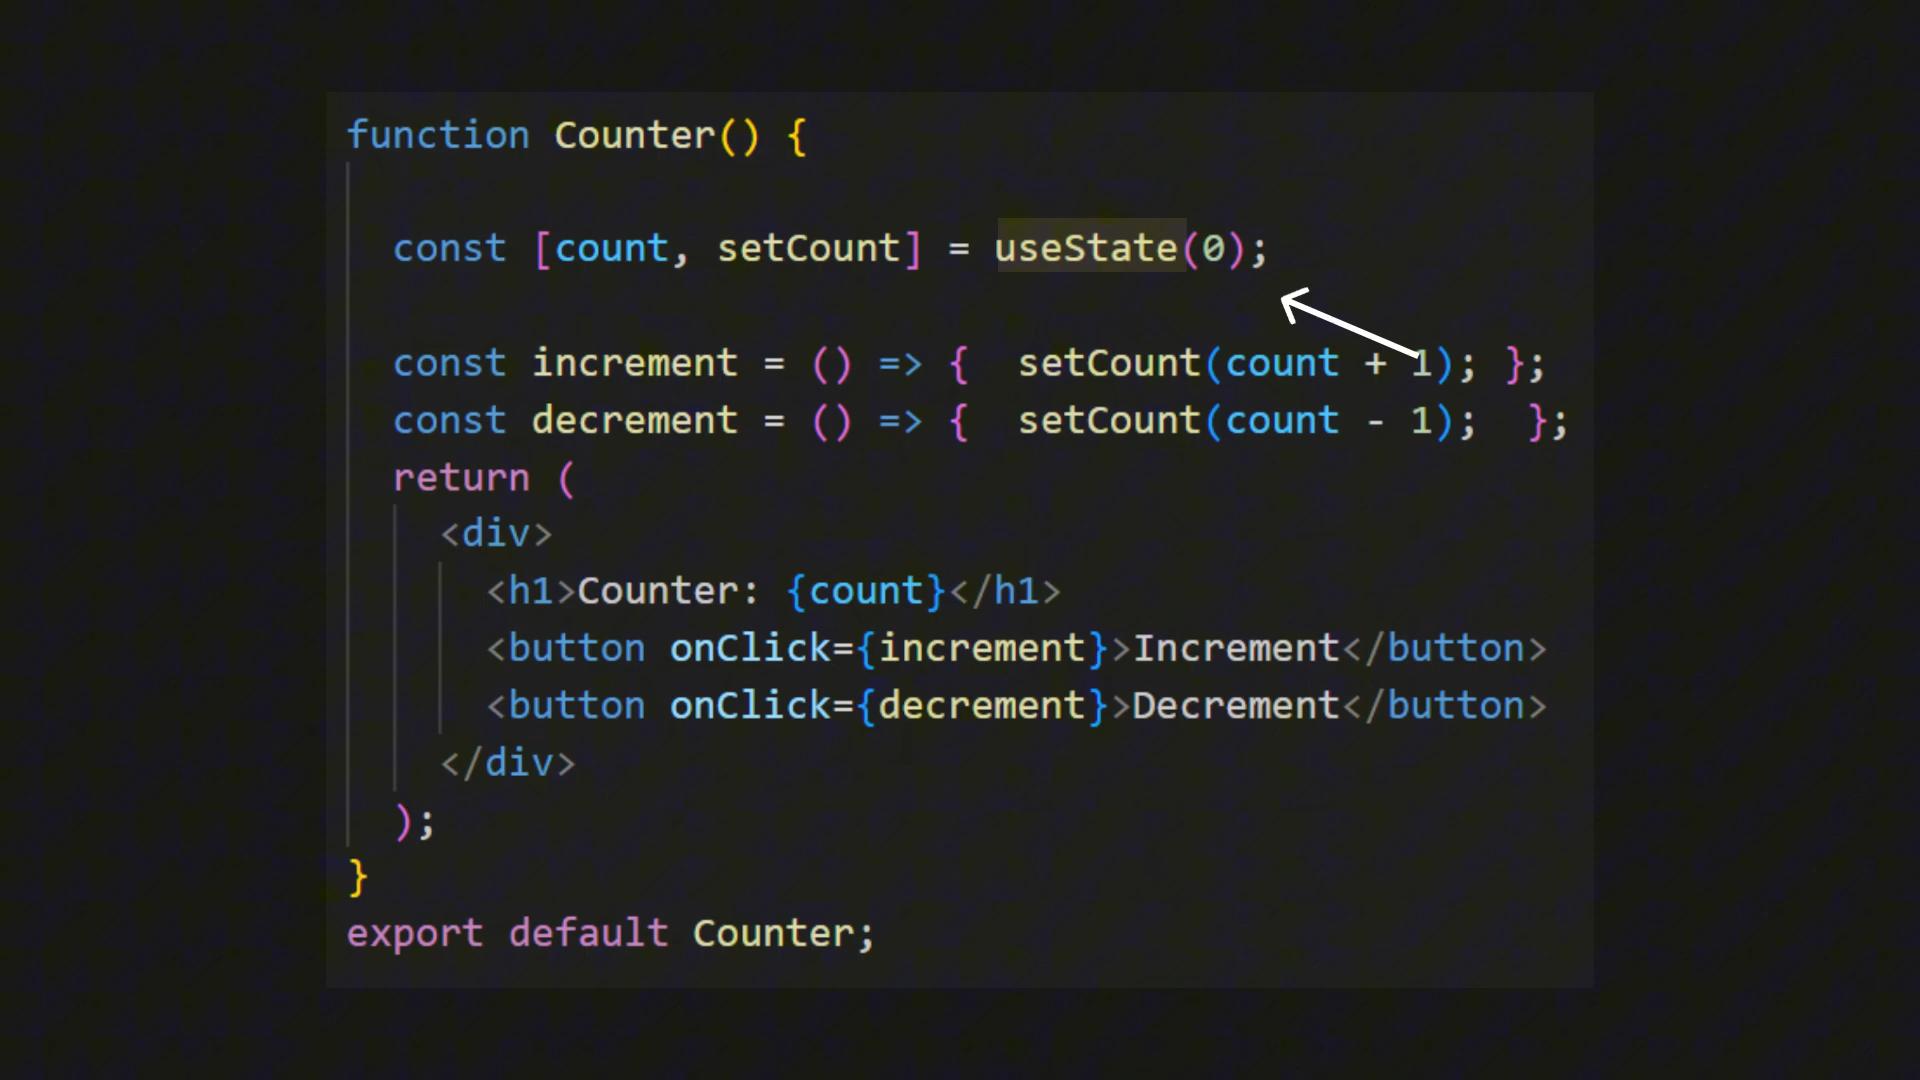 function Counter() {
const [count, setCount] = useState(0);
const increment = () => {  setCount(count + 1); };
const decrement = () => {  setCount(count - 1);  };
return (
<div>
<h1>Counter: {count}</h1>
<button onClick={increment}>Increment</button>
<button onClick={decrement}>Decrement</button>
</div>
);
}
export default Counter;